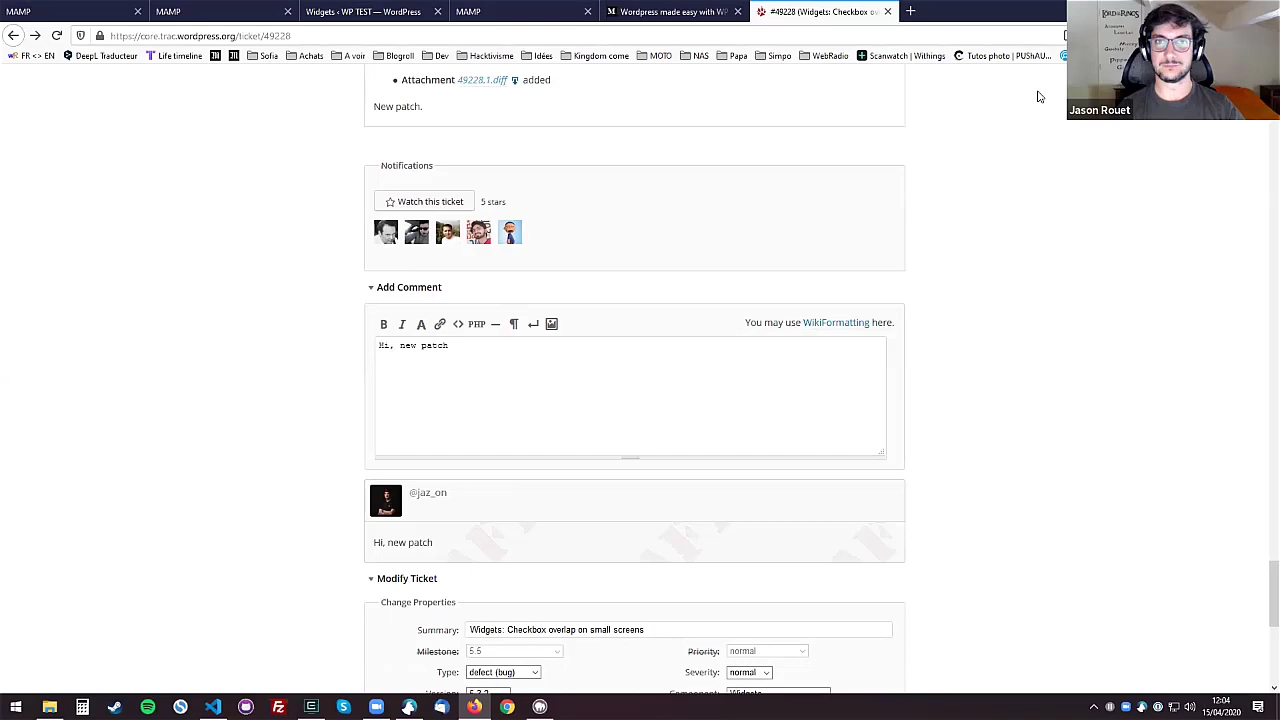 MAMP
MAMP
Widgets < WP TEST — WordPress
MAMP
Wordpress made easy with WP
#49228 (Widgets: Checkbox ov
https://core.trac.wordpress.org/ticket/49228
FR <> EN
DeepL Traducteur
Life timeline
Sofia
Achats
A voir
Blogroll
Dev
Hacktivisme
Idées
Kingdom come
MOTO
NAS
Papa
Simpo
WebRadio
Scanwatch | Withings
Tutos photo | PUShAU...
Jason Rouet
Attachment 49228.1.diff added
New patch.
Notifications
Watch this ticket
5 stars
Add Comment
B I A PHP
You may use WikiFormatting here.
Hi, new patch
@jaz_on
Hi, new patch
Modify Ticket
Change Properties
Summary: Widgets: Checkbox overlap on small screens
Milestone: 5.5
Priority: normal
Type: defect (bug)
Severity: normal
12:04
15/04/2020